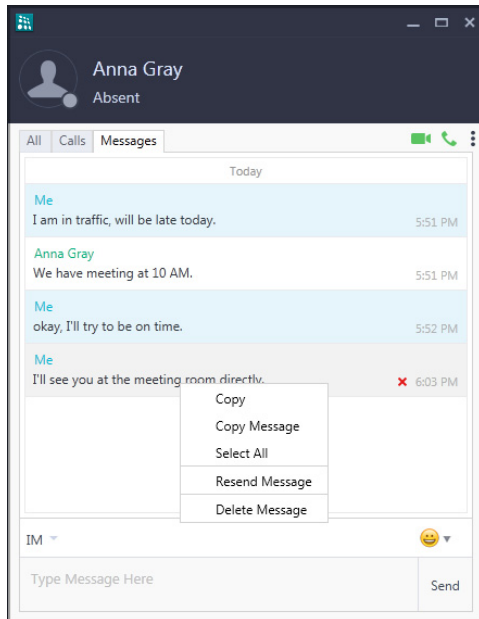 Anna Gray
Absent
All Calls Messages
Today
Me
I am in traffic, will be late today.
5:51 PM
Anna Gray
We have meeting at 10 AM.
5:51 PM
Me
okay, I'll try to be on time.
5:52 PM
Me
I'll see you at the meeting room directly.
6:03 PM
Copy
Copy Message
Select All
Resend Message
Delete Message
IM
Type Message Here
Send